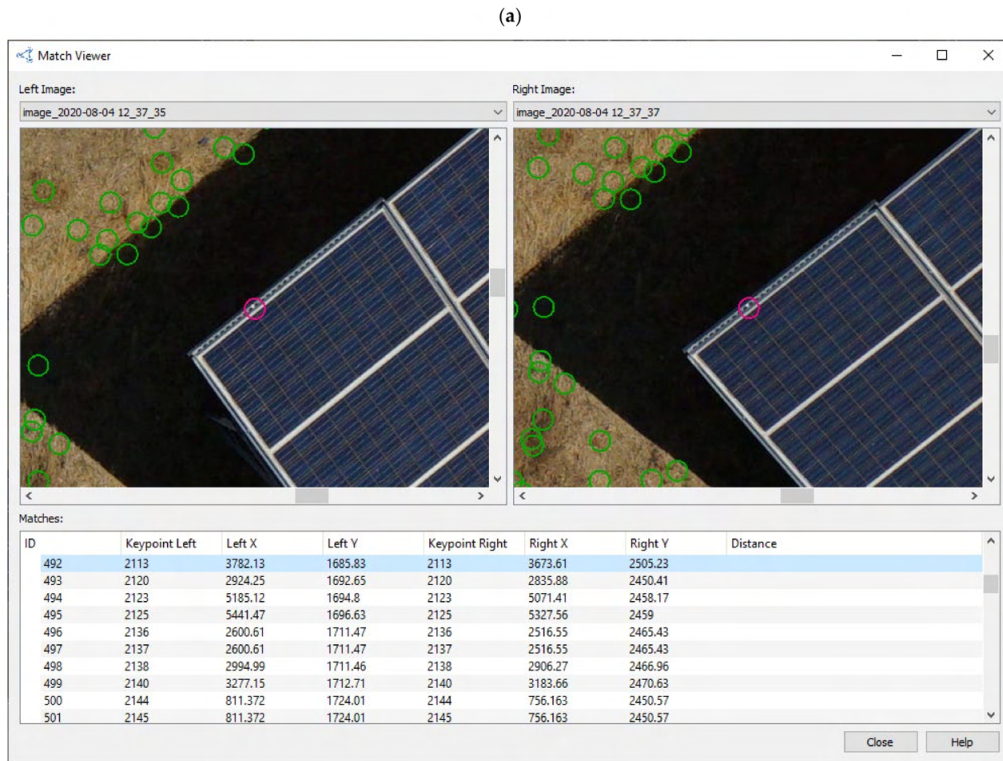 (a)
Match Viewer
Left Image: Right Image:
image_2020-08-04 12_37_35 image_2020-08-04 12_37_37
Matches:
ID Keypoint Left Left X Left Y Keypoint Right Right X Right Y Distance
492 2113 3782.13 1685.83 2113 3673.61 2505.23
493 2120 2924.25 1692.65 2120 2835.88 2450.41
494 2123 5185.12 1694.8 2123 5071.41 2458.17
495 2125 5441.47 1696.63 2125 5327.56 2459
496 2136 2600.61 1711.47 2136 2516.55 2465.43
497 2137 2600.61 1711.47 2137 2516.55 2465.43
498 2138 2994.99 1711.46 2138 2906.27 2466.96
499 2140 3277.15 1712.71 2140 3183.66 2470.63
500 2144 811.372 1724.01 2144 756.163 2450.57
501 2145 811.372 1724.01 2145 756.163 2450.57
Close Help